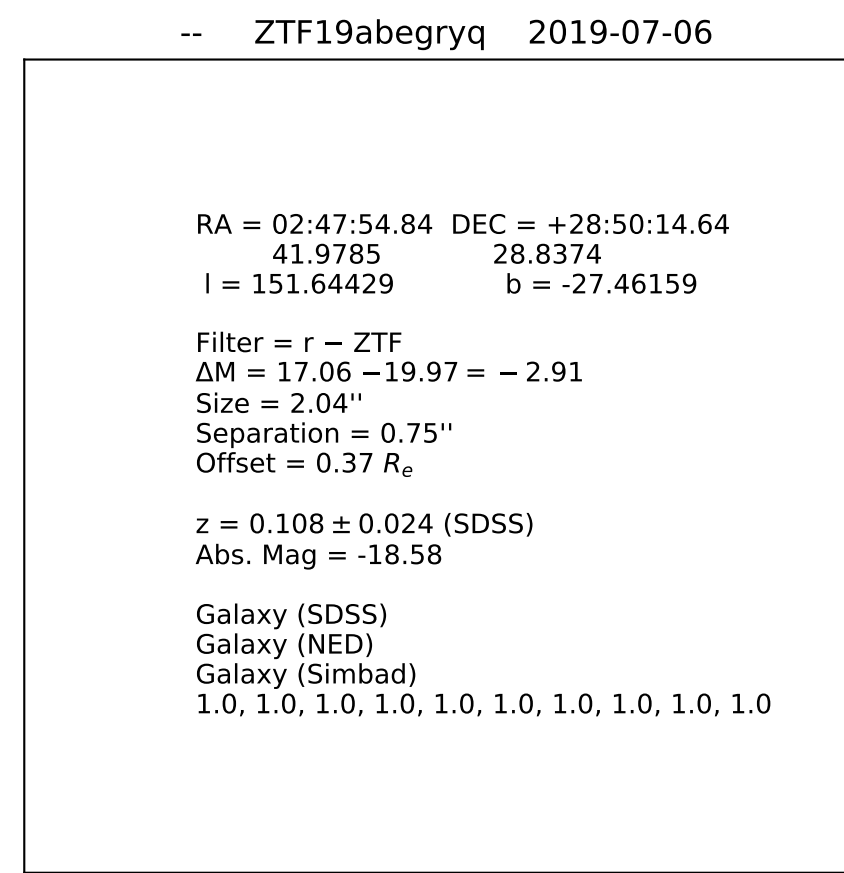 -- ZTF19abegryq 2019-07-06
RA = 02:47:54.84 DEC = +28:50:14.64
41.9785 28.8374
l = 151.64429 b = -27.46159
Filter = r − ZTF
ΔM = 17.06 −19.97 = − 2.91
Size = 2.04''
Separation = 0.75''
Offset = 0.37 Rₑ
z = 0.108 ± 0.024 (SDSS)
Abs. Mag = -18.58
Galaxy (SDSS)
Galaxy (NED)
Galaxy (Simbad)
1.0, 1.0, 1.0, 1.0, 1.0, 1.0, 1.0, 1.0, 1.0, 1.0